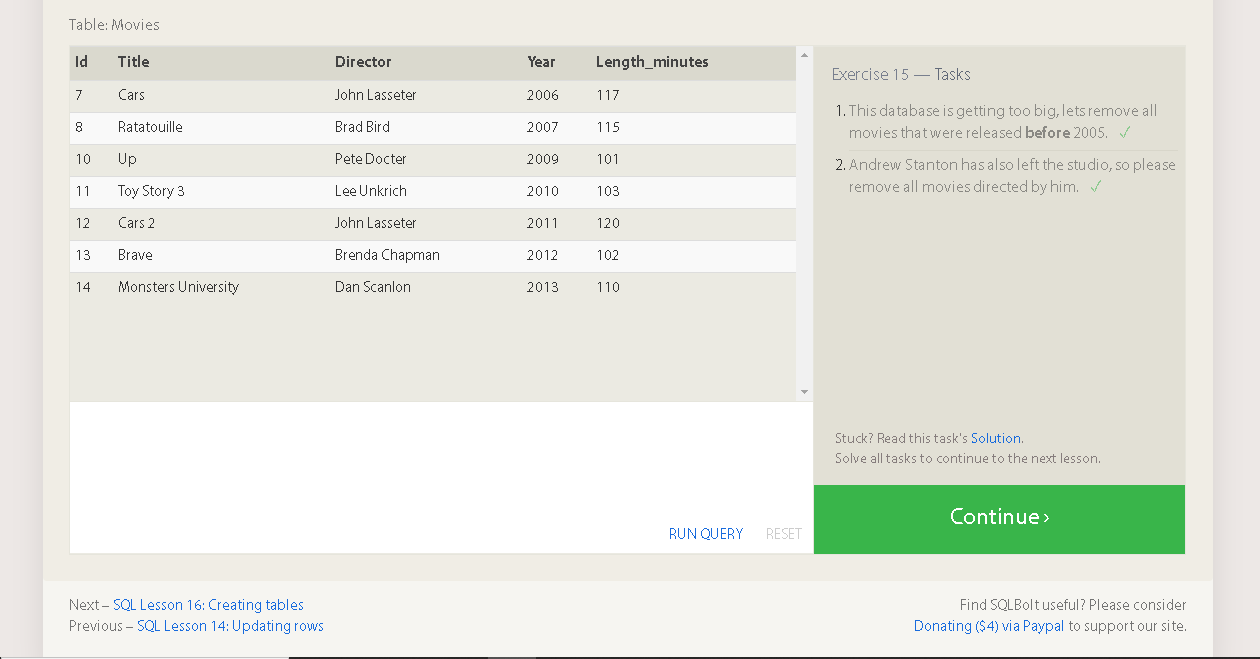 Table: Movies
Id Title Director Year Length_minutes
7 Cars John Lasseter 2006 117
8 Ratatouille Brad Bird 2007 115
10 Up Pete Docter 2009 101
11 Toy Story 3 Lee Unkrich 2010 103
12 Cars 2 John Lasseter 2011 120
13 Brave Brenda Chapman 2012 102
14 Monsters University Dan Scanlon 2013 110
RUN QUERY RESET
Exercise 15 — Tasks
1. This database is getting too big, lets remove all
movies that were released before 2005. ✓
2. Andrew Stanton has also left the studio, so please
remove all movies directed by him. ✓
Stuck? Read this task's Solution.
Solve all tasks to continue to the next lesson.
Continue ›
Next – SQL Lesson 16: Creating tables
Previous – SQL Lesson 14: Updating rows
Find SQLBolt useful? Please consider
Donating ($4) via Paypal to support our site.